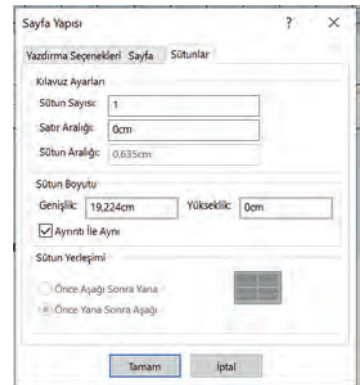 Sayfa Yapısı ? ×
Yazdırma Seçenekleri Sayfa Sütunlar
Kılavuz Ayarları
Sütun Sayısı: 1
Satır Aralığı: 0cm
Sütun Aralığı: 0,635cm
Sütun Boyutu
Genişlik: 19,224cm Yükseklik: 0cm
Ayrıntı İle Aynı
Sütun Yerleşimi
Önce Aşağı Sonra Yana
Önce Yana Sonra Aşağı
Tamam İptal